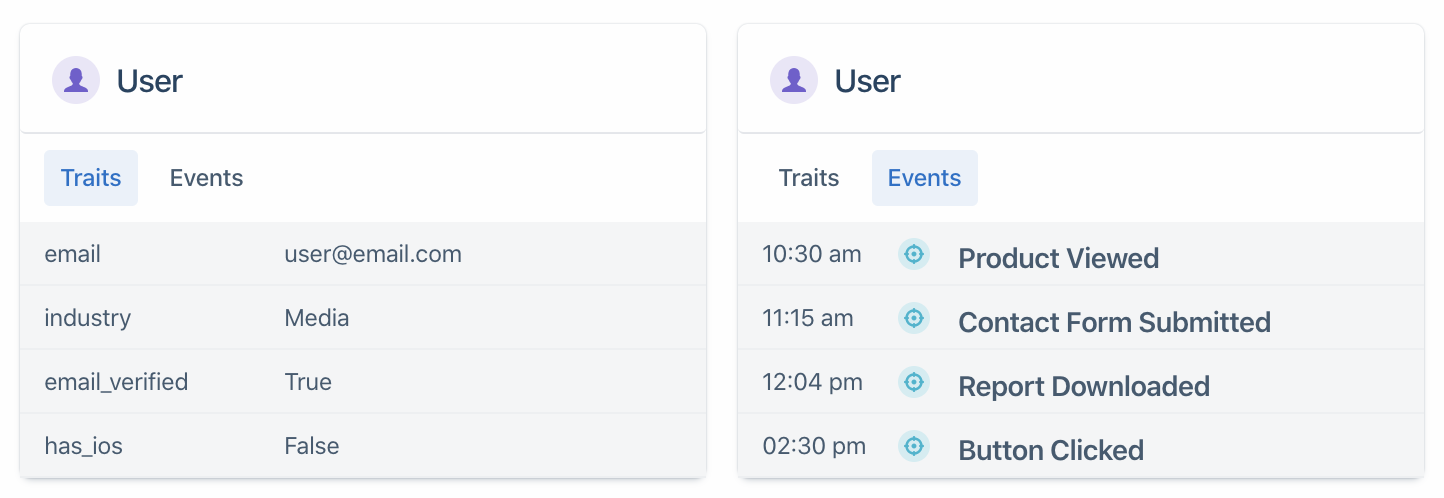 User
Traits Events
email user@email.com
industry Media
email_verified True
has_ios False
User
Traits Events
10:30 am Product Viewed
11:15 am Contact Form Submitted
12:04 pm Report Downloaded
02:30 pm Button Clicked